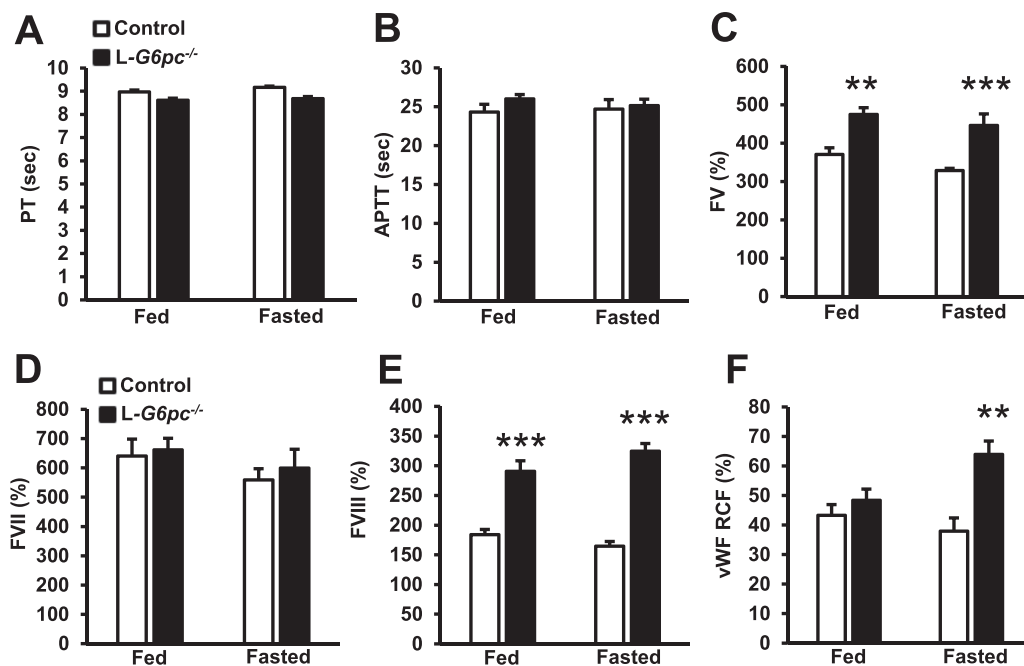 A
Control
L-G6pc-/-
PT (sec)
10
9
8
7
6
5
4
3
2
1
0
Fed Fasted
B
APTT (sec)
30
25
20
15
10
5
0
Fed Fasted
C
FV (%)
600
500
400
300
200
100
0
** ***
Fed Fasted
D
Control
L-G6pc-/-
FVII (%)
800
700
600
500
400
300
200
100
0
Fed Fasted
E
FVIII (%)
400
350
300
250
200
150
100
50
0
*** ***
Fed Fasted
F
vWF RCF (%)
80
70
60
50
40
30
20
10
0
**
Fed Fasted